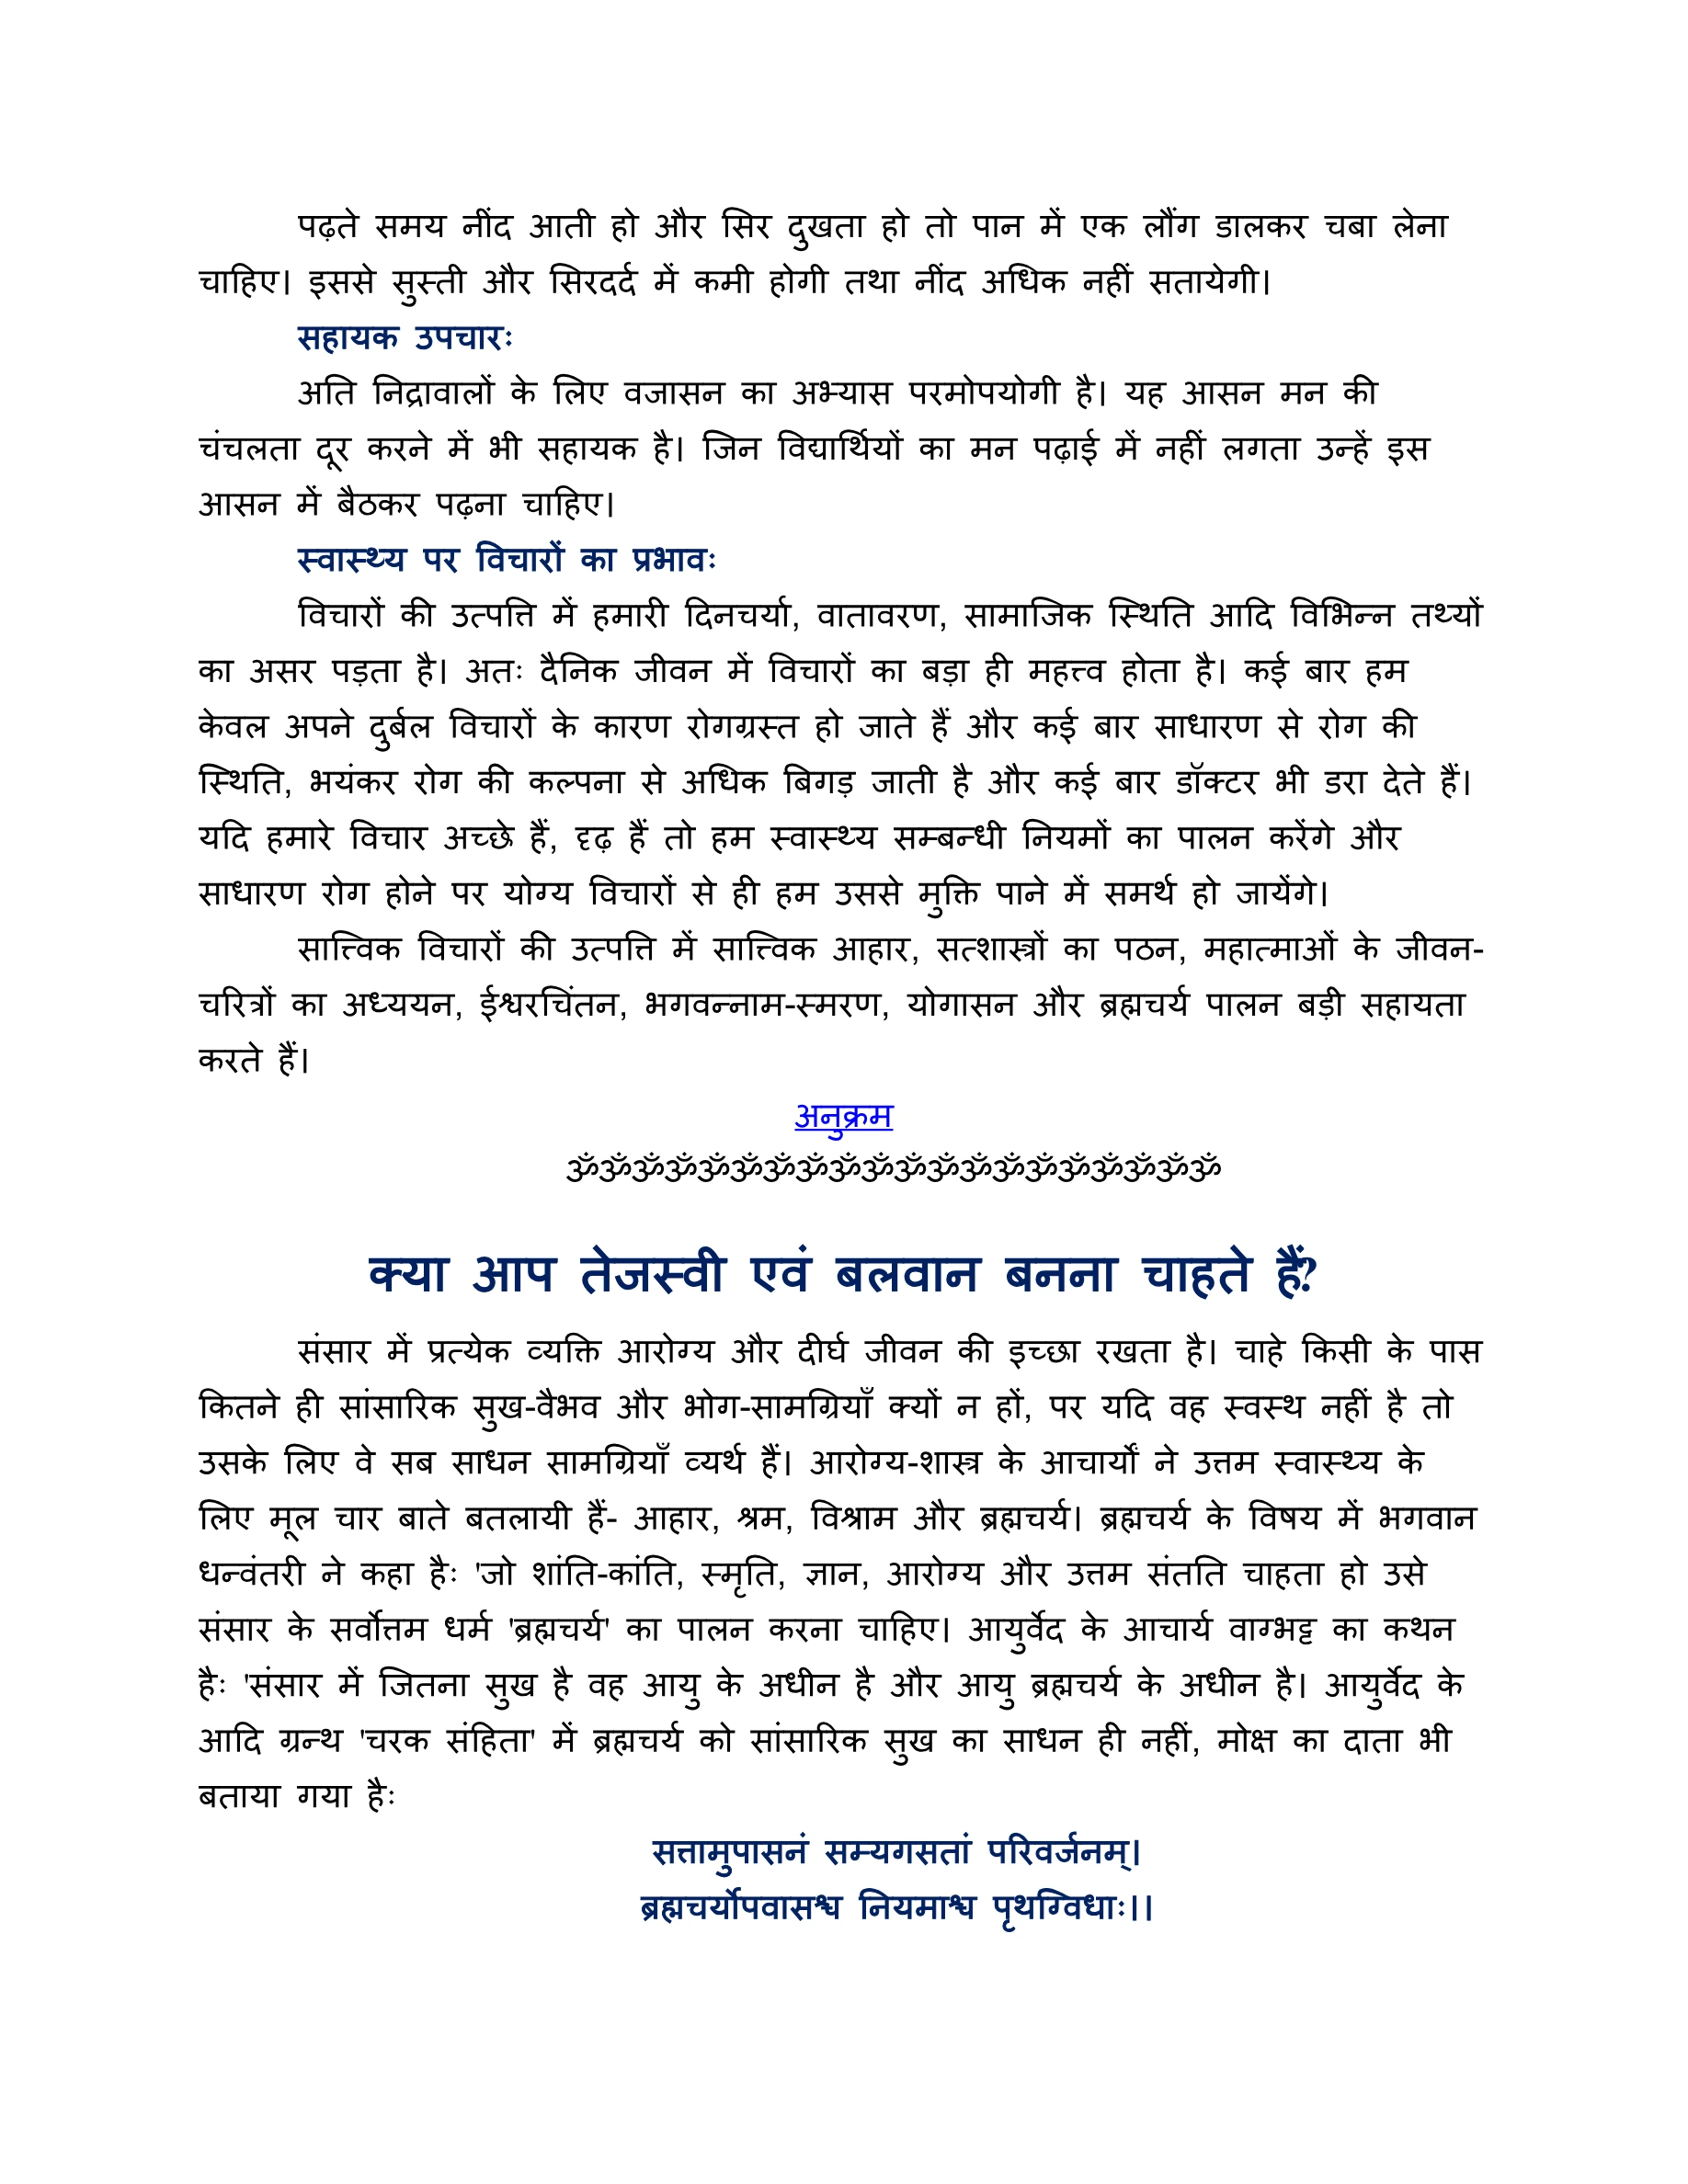 पढ़ते समय नींद आती हो और सिर दुखता हो तो पान में एक लौंग डालकर चबा लेना
चाहिए। इससे सुस्ती और सिरदर्द में कमी होगी तथा नींद अधिक नहीं सतायेगी।
सहायक उपचारः
अति निद्रावालों के लिए वजासन का अभ्यास परमोपयोगी है। यह आसन मन की
चंचलता दूर करने में भी सहायक है। जिन विद्यार्थियों का मन पढ़ाई में नहीं लगता उन्हें इस
आसन में बैठकर पढ़ना चाहिए।
स्वास्थ्य पर विचारों का प्रभावः
विचारों की उत्पत्ति में हमारी दिनचर्या, वातावरण, सामाजिक स्थिति आदि विभिन्न तथ्यों
का असर पड़ता है। अतः दैनिक जीवन में विचारों का बड़ा ही महत्त्व होता है। कई बार हम
केवल अपने दुर्बल विचारों के कारण रोगग्रस्त हो जाते हैं और कई बार साधारण से रोग की
स्थिति, भयंकर रोग की कल्पना से अधिक बिगड़ जाती है और कई बार डॉक्टर भी डरा देते हैं।
यदि हमारे विचार अच्छे हैं, दृढ़ हैं तो हम स्वास्थ्य सम्बन्धी नियमों का पालन करेंगे और
साधारण रोग होने पर योग्य विचारों से ही हम उससे मुक्ति पाने में समर्थ हो जायेंगे।
सात्त्विक विचारों की उत्पत्ति में सात्त्विक आहार, सत्शास्त्रों का पठन, महात्माओं के जीवन-
चरित्रों का अध्ययन, ईश्वरचिंतन, भगवन्नाम-स्मरण, योगासन और ब्रह्मचर्य पालन बड़ी सहायता
करते हैं।
अनुक्रम
ॐॐॐॐॐॐॐॐॐॐॐॐॐॐॐॐॐॐॐॐ
क्या आप तेजस्वी एवं बलवान बनना चाहते हैं?
संसार में प्रत्येक व्यक्ति आरोग्य और दीर्घ जीवन की इच्छा रखता है। चाहे किसी के पास
कितने ही सांसारिक सुख-वैभव और भोग-सामग्रियाँ क्यों न हों, पर यदि वह स्वस्थ नहीं है तो
उसके लिए वे सब साधन सामग्रियाँ व्यर्थ हैं। आरोग्य-शास्त्र के आचार्यों ने उत्तम स्वास्थ्य के
लिए मूल चार बाते बतलायी हैं- आहार, श्रम, विश्राम और ब्रह्मचर्य। ब्रह्मचर्य के विषय में भगवान
धन्वंतरी ने कहा हैः 'जो शांति-कांति, स्मृति, ज्ञान, आरोग्य और उत्तम संतति चाहता हो उसे
संसार के सर्वोत्तम धर्म 'ब्रह्मचर्य' का पालन करना चाहिए। आयुर्वेद के आचार्य वाग्भट्ट का कथन
हैः 'संसार में जितना सुख है वह आयु के अधीन है और आयु ब्रह्मचर्य के अधीन है। आयुर्वेद के
आदि ग्रन्थ 'चरक संहिता' में ब्रह्मचर्य को सांसारिक सुख का साधन ही नहीं, मोक्ष का दाता भी
बताया गया हैः
सत्तामुपासनं सम्यगसतां परिवर्जनम्।
ब्रह्मचर्योपवासश्च नियमाश्च पृथग्विधाः।।